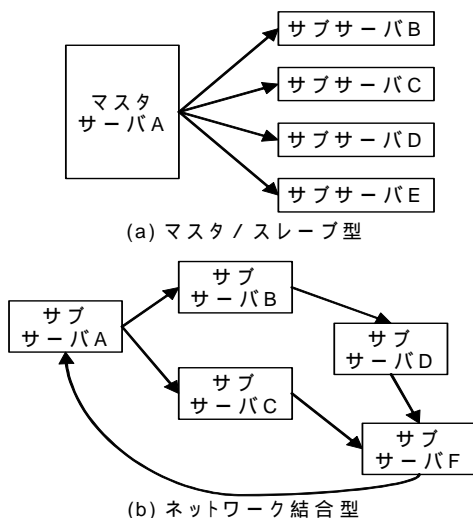 マスタ
サーバA
サブサーバB
サブサーバC
サブサーバD
サブサーバE
(a) マスタ / スレーブ型
サブ
サーバA
サブ
サーバB
サブ
サーバC
サブ
サーバD
サブ
サーバF
(b) ネットワーク結合型